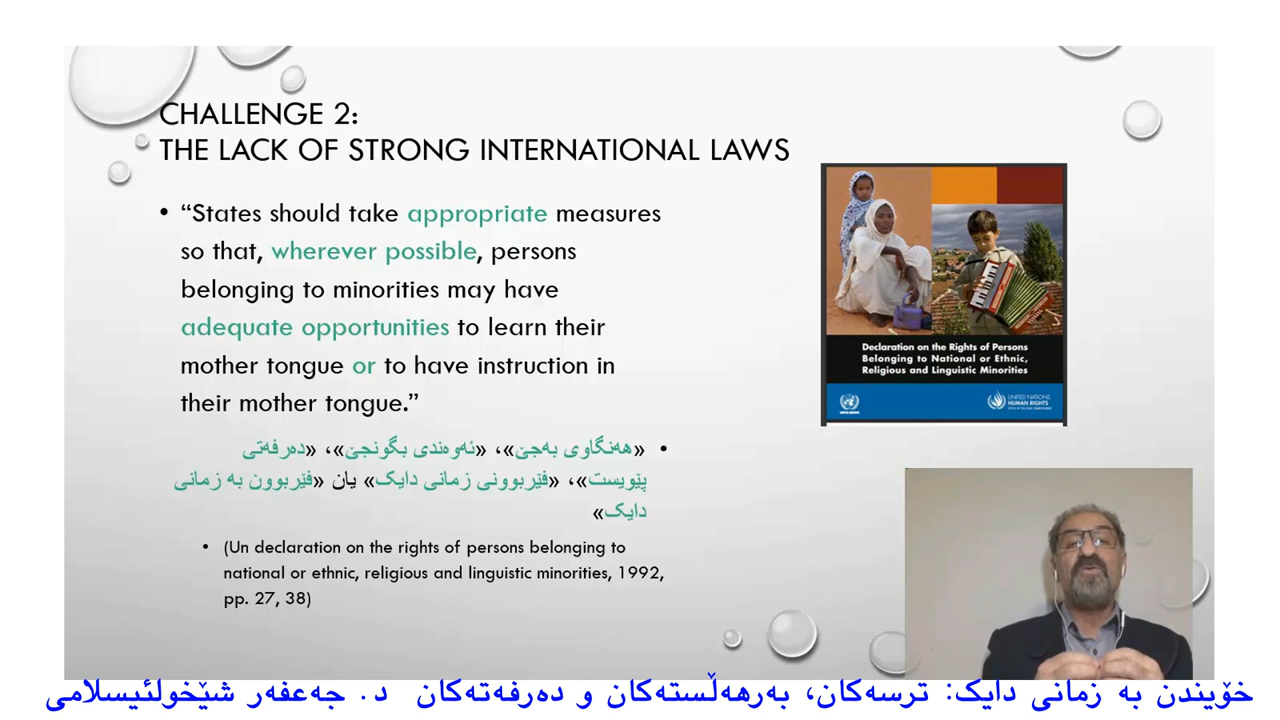 CHALLENGE 2:
THE LACK OF STRONG INTERNATIONAL LAWS
• “States should take appropriate measures
so that, wherever possible, persons
belonging to minorities may have
adequate opportunities to learn their
mother tongue or to have instruction in
their mother tongue.”
• «هەنگاوی بەجێ»، «ئەوەندی بگونجێ»، «دەرفەتی
پێویست»، «فێربوونی زمانی دایک» یان «فێربوون بە زمانی
دایک»
• (Un declaration on the rights of persons belonging to
national or ethnic, religious and linguistic minorities, 1992,
pp. 27, 38)
Declaration on the Rights of Persons
Belonging to National or Ethnic,
Religious and Linguistic Minorities
UNITED NATIONS
HUMAN RIGHTS
خۆیندن بە زمانی دایک: ترسەکان، بەرهەڵستەکان و دەرفەتەکان د. جەعفەر شێخولئیسلامی